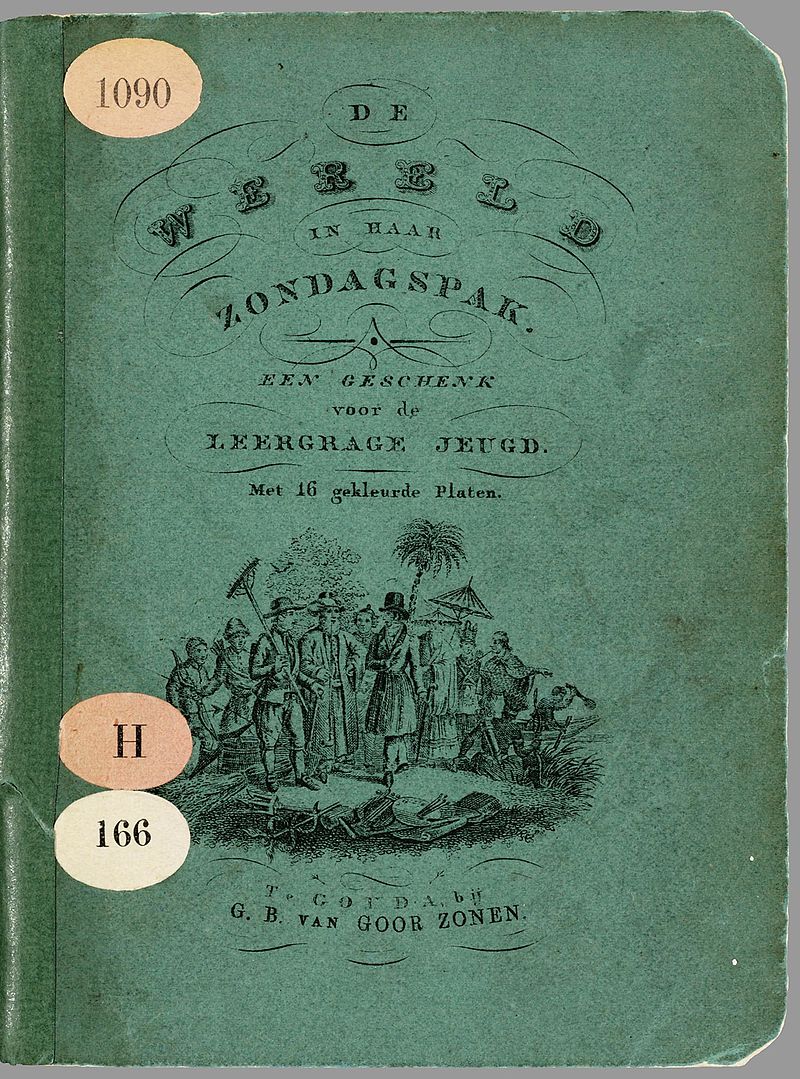 1090
DE
WERELD
IN HAAR
ZONDAGSPAK.
EEN GESCHENK
voor de
LEERGRAGE JEUGD.
Met 16 gekleurde Platen.
H
166
Te GOUDA, bij
G. B. VAN GOOR ZONEN.